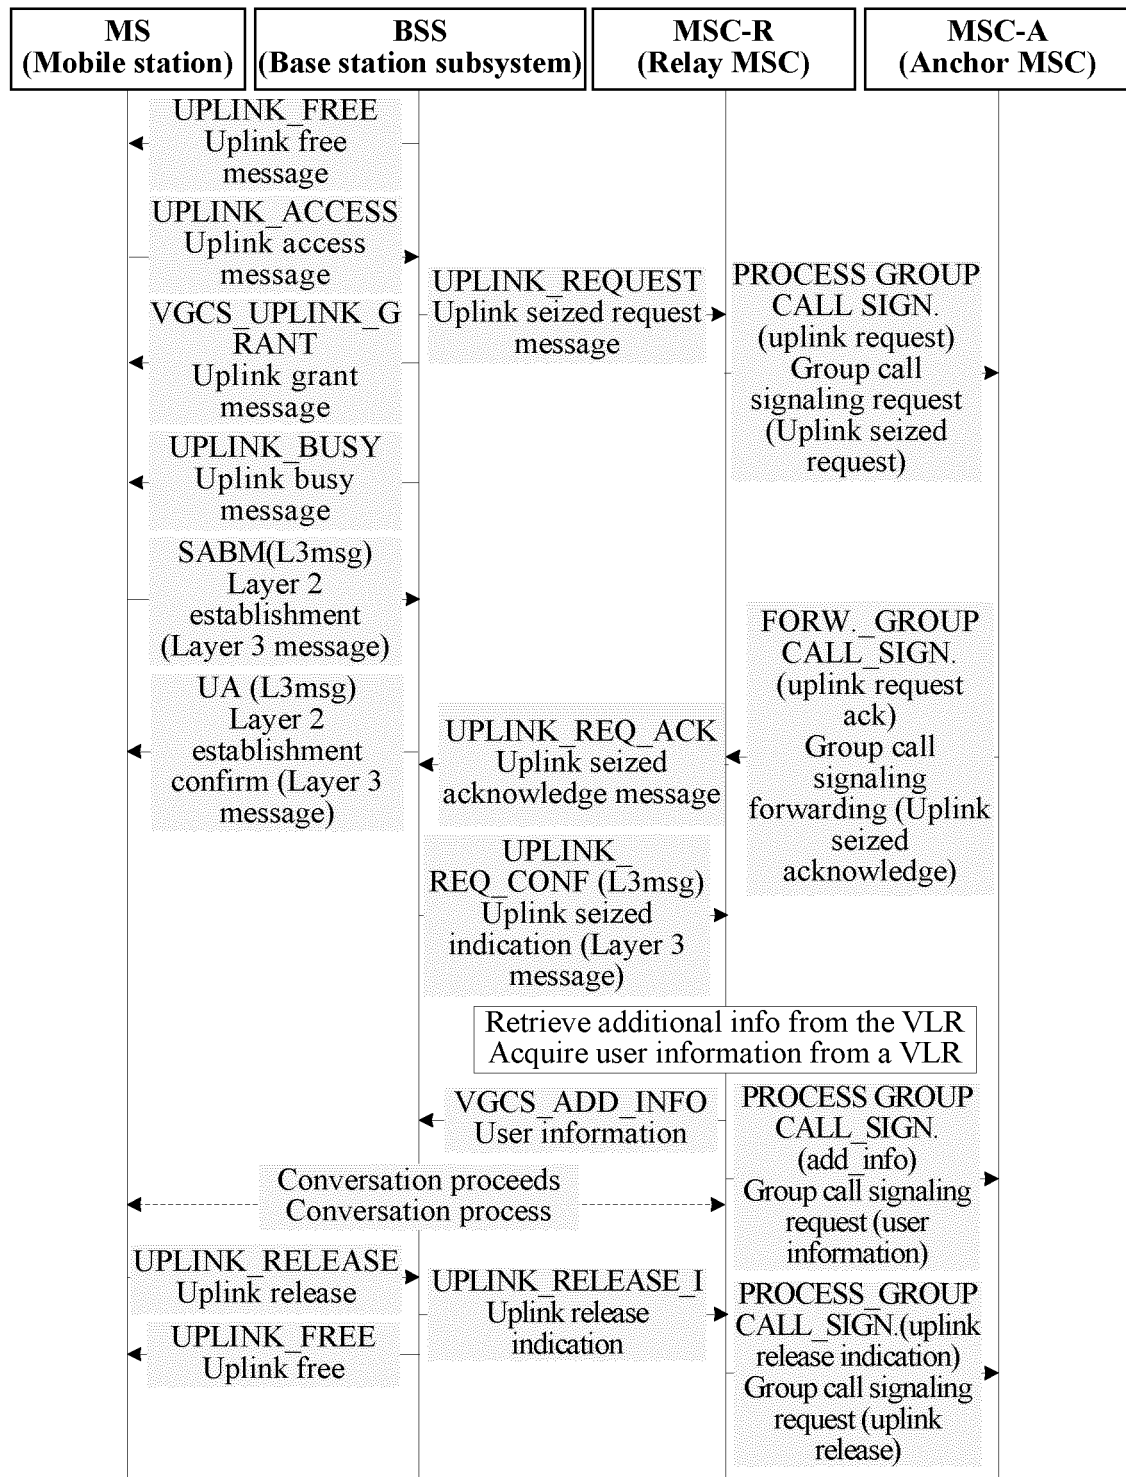 MS
(Mobile station)
BSS
(Base station subsystem)
MSC-R
(Relay MSC)
MSC-A
(Anchor MSC)
UPLINK_FREE
Uplink free
message
UPLINK_ACCESS
Uplink access
message
UPLINK_REQUEST
Uplink seized request
message
PROCESS GROUP
CALL SIGN.
(uplink request)
Group call
signaling request
(Uplink seized
request)
VGCS_UPLINK_G
RANT
Uplink grant
message
UPLINK_BUSY
Uplink busy
message
SABM(L3msg)
Layer 2
establishment
(Layer 3 message)
FORW._GROUP
CALL_SIGN.
(uplink request
ack)
Group call
signaling
forwarding (Uplink
seized
acknowledge)
UA (L3msg)
Layer 2
establishment
confirm (Layer 3
message)
UPLINK_REQ_ACK
Uplink seized
acknowledge message
UPLINK_
REQ_CONF (L3msg)
Uplink seized
indication (Layer 3
message)
Retrieve additional info from the VLR
Acquire user information from a VLR
VGCS_ADD_INFO
User information
PROCESS GROUP
CALL_SIGN.
(add_info)
Group call signaling
request (user
information)
Conversation proceeds
Conversation process
UPLINK_RELEASE
Uplink release
UPLINK_RELEASE_I
Uplink release
indication
PROCESS_GROUP
CALL_SIGN.(uplink
release indication)
Group call signaling
request (uplink
release)
UPLINK_FREE
Uplink free